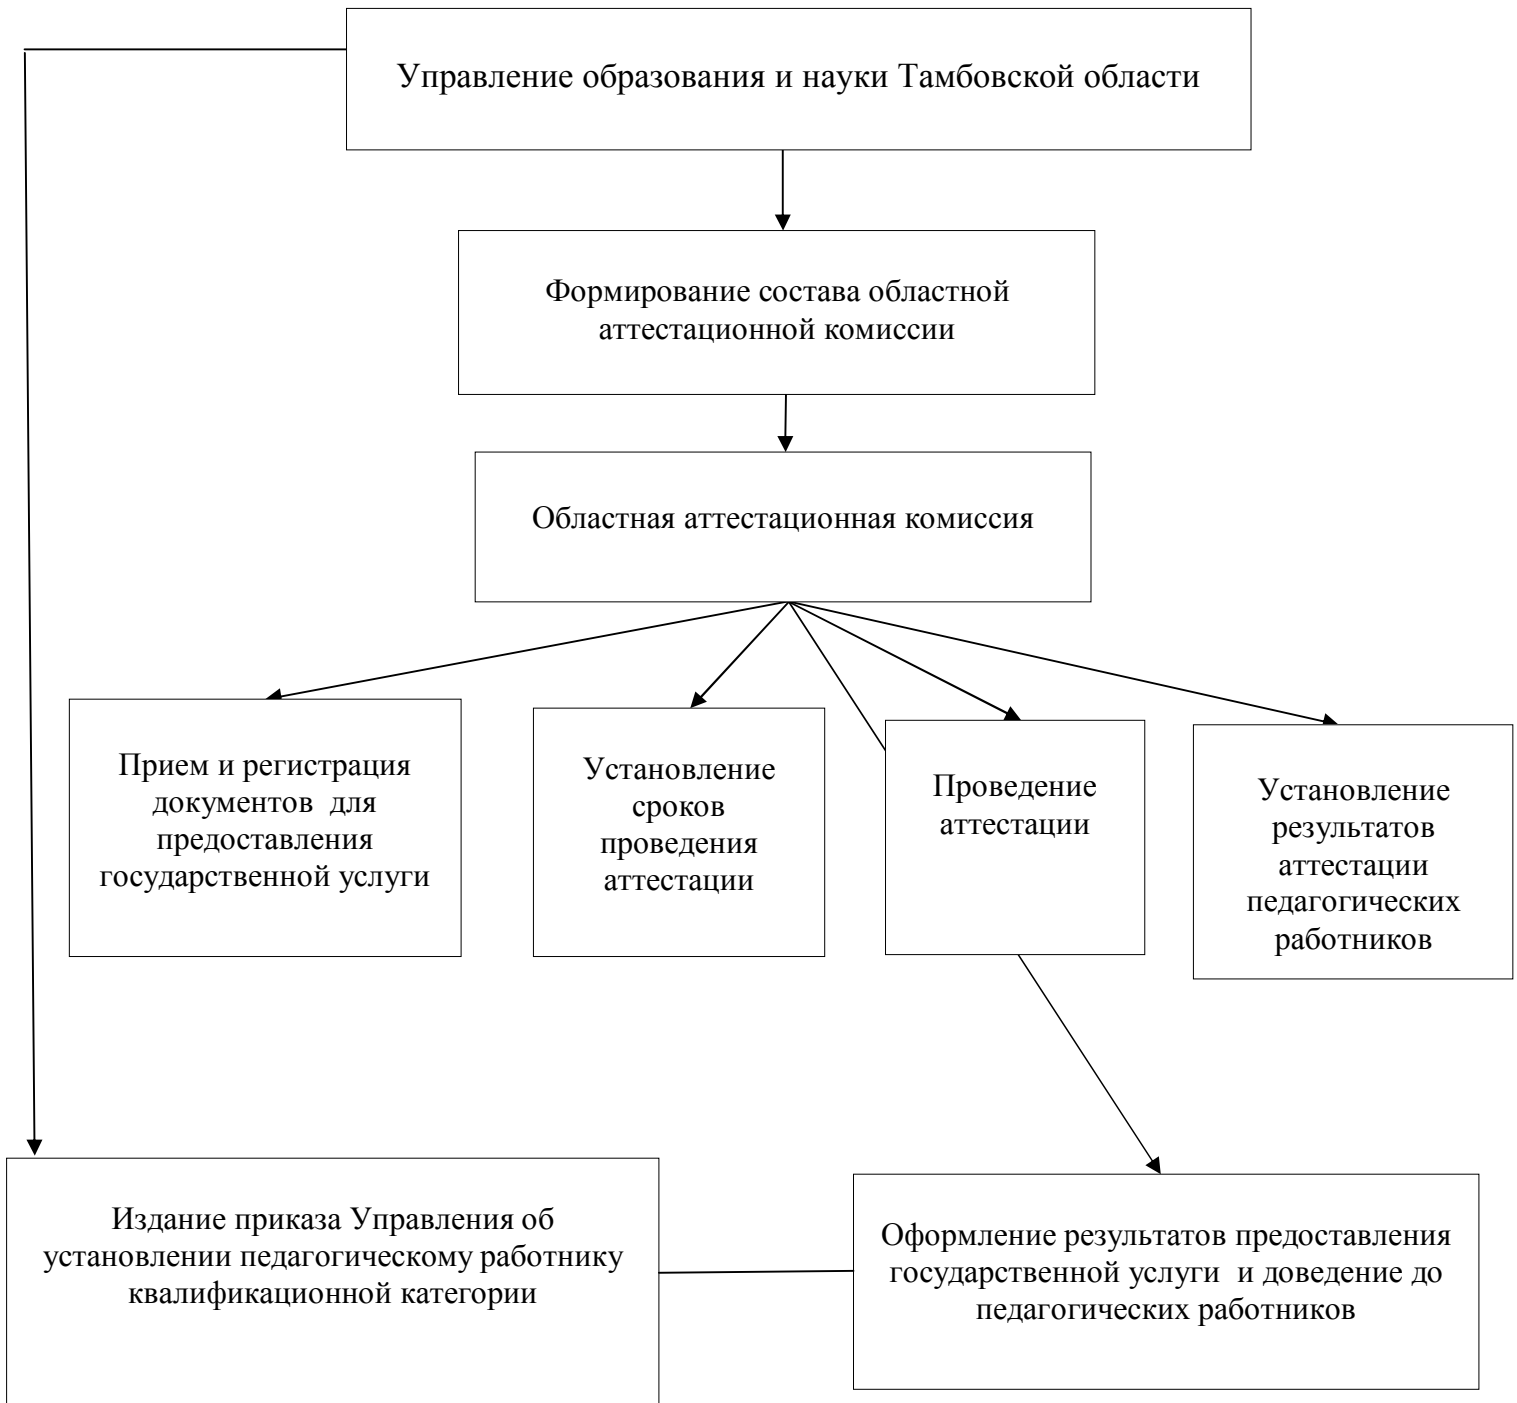 Управление образования и науки Тамбовской области
Формирование состава областной
аттестационной комиссии
Областная аттестационная комиссия
Прием и регистрация
документов для
предоставления
государственной услуги
Установление
сроков
проведения
аттестации
Проведение
аттестации
Установление
результатов
аттестации
педагогических
работников
Издание приказа Управления об
установлении педагогическому работнику
квалификационной категории
Оформление результатов предоставления
государственной услуги и доведение до
педагогических работников